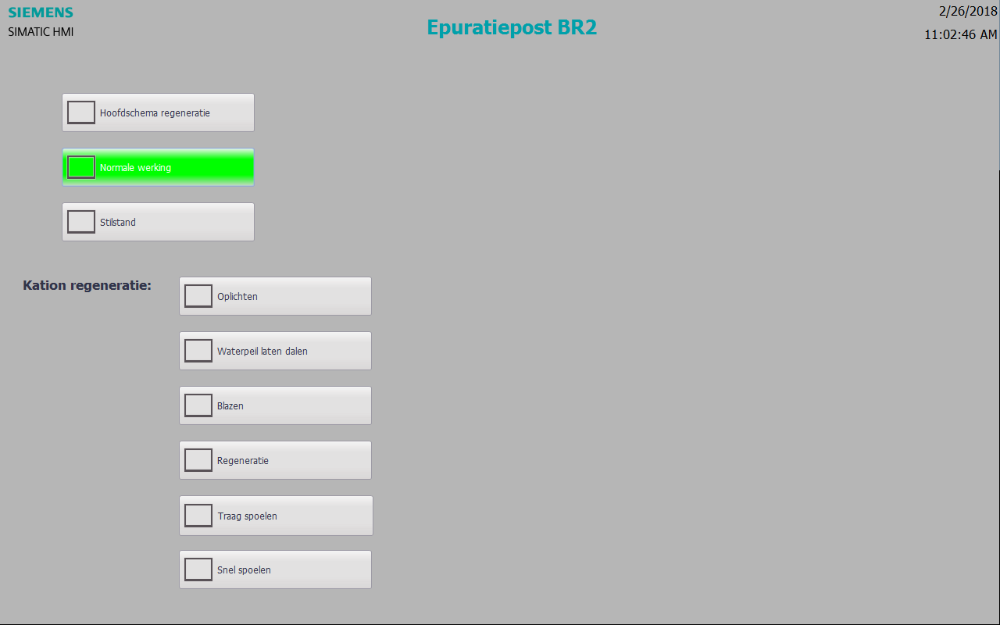 SIEMENS
SIMATIC HMI
Epuratiepost BR2
2/26/2018
11:02:46 AM
Hoofdschema regeneratie
Normale werking
Stilstand
Kation regeneratie:
Oplichten
Waterpeil laten dalen
Blazen
Regeneratie
Traag spoelen
Snel spoelen